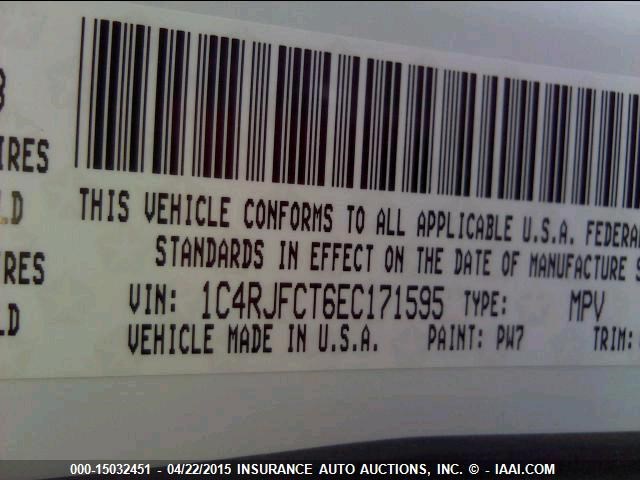 3
IRES
LD
THIS VEHICLE CONFORMS TO ALL APPLICABLE U.S.A. FEDERA
STANDARDS IN EFFECT ON THE DATE OF MANUFACTURE S
IRES
VIN: 1C4RJFCT6EC171595 TYPE: MPV
LD
VEHICLE MADE IN U.S.A. PAINT: PW7 TRIM:
000-15032451 - 04/22/2015 INSURANCE AUTO AUCTIONS, INC. © - IAAI.COM